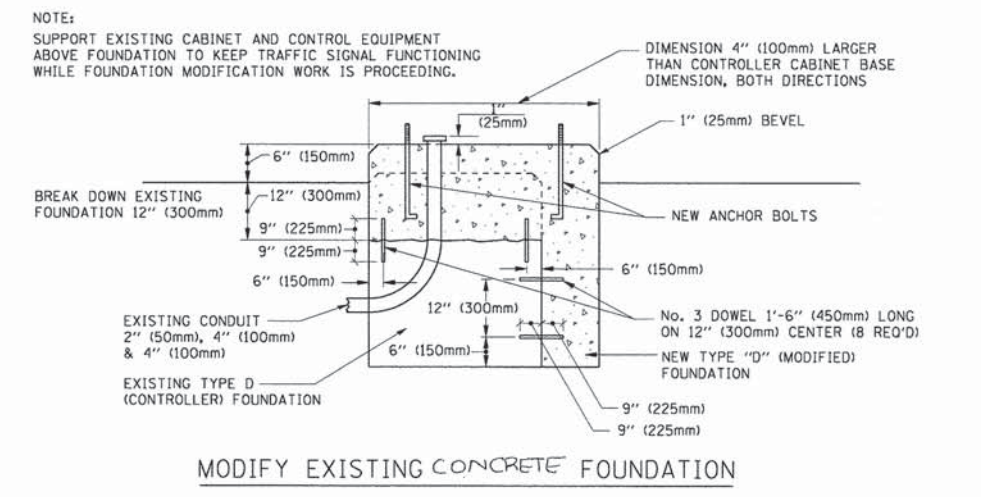 NOTE:
SUPPORT EXISTING CABINET AND CONTROL EQUIPMENT
ABOVE FOUNDATION TO KEEP TRAFFIC SIGNAL FUNCTIONING
WHILE FOUNDATION MODIFICATION WORK IS PROCEEDING.
DIMENSION 4'' (100mm) LARGER
THAN CONTROLLER CABINET BASE
DIMENSION, BOTH DIRECTIONS
1''
(25mm)
1'' (25mm) BEVEL
6'' (150mm)
BREAK DOWN EXISTING
FOUNDATION 12'' (300mm)
12'' (300mm)
NEW ANCHOR BOLTS
9'' (225mm)
9'' (225mm)
6'' (150mm)
6'' (150mm)
12'' (300mm)
EXISTING CONDUIT
2'' (50mm), 4'' (100mm)
& 4'' (100mm)
No. 3 DOWEL 1'-6'' (450mm) LONG
ON 12'' (300mm) CENTER (8 REQ'D)
6'' (150mm)
NEW TYPE "D" (MODIFIED)
FOUNDATION
EXISTING TYPE D
(CONTROLLER) FOUNDATION
9'' (225mm)
9'' (225mm)
MODIFY EXISTING CONCRETE FOUNDATION